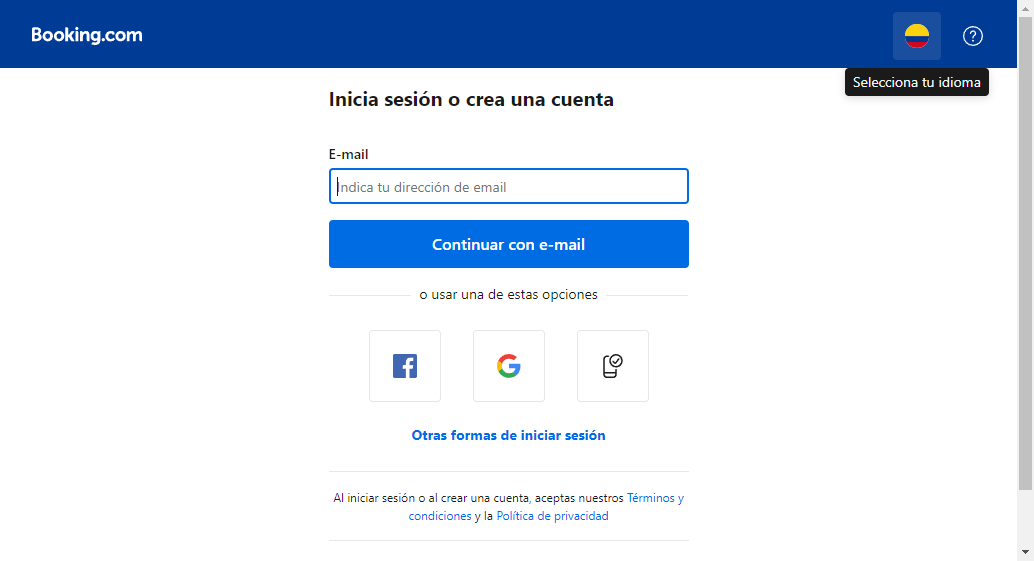 Booking.com
Selecciona tu idioma
Inicia sesión o crea una cuenta
E-mail
Indica tu dirección de email
Continuar con e-mail
o usar una de estas opciones
Otras formas de iniciar sesión
Al iniciar sesión o al crear una cuenta, aceptas nuestros Términos y
condiciones y la Política de privacidad